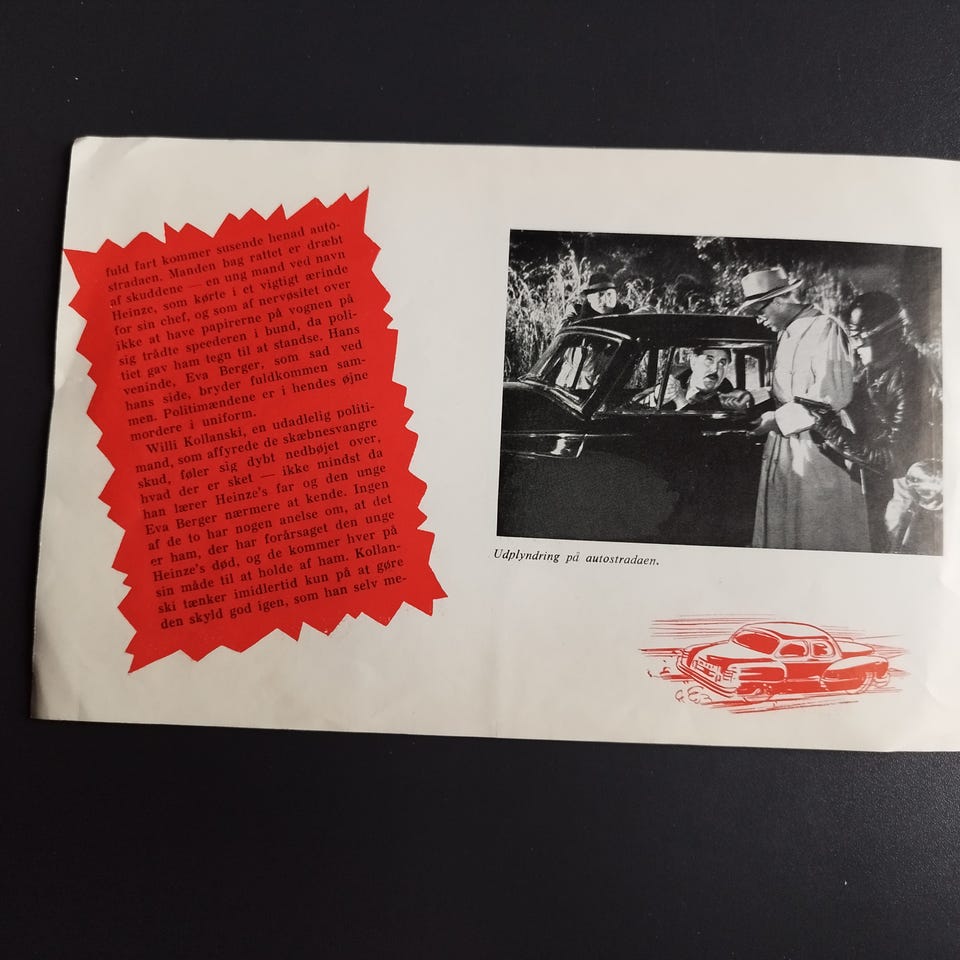 fuld fart kommer susende henad auto-
stradaen. Manden bag rattet er dræbt
af skuddene — en ung mand ved navn
Heinze, som kørte i et vigtigt ærinde
for sin chef, og som af nervøsitet over
ikke at have papirerne på vognen på
sig trådte speederen i bund, da poli-
tiet gav ham tegn til at standse. Hans
veninde, Eva Berger, som sad ved
hans side, bryder fuldkommen sam-
men. Politimændene er i hendes øjne
mordere i uniform.
Willi Kollanski, en udadlelig politi-
mand, som affyrede de skæbnesvangre
skud, føler sig dybt nedbøjet over,
hvad der er sket — ikke mindst da
han lærer Heinze's far og den unge
Eva Berger nærmere at kende. Ingen
af de to har nogen anelse om, at det
er ham, der har forårsaget den unge
Heinze's død, og de kommer hver på
sin måde til at holde af ham. Kollan-
ski tænker imidlertid kun på at gøre
den skyld god igen, som han selv me-
Udplyndring på autostradaen.